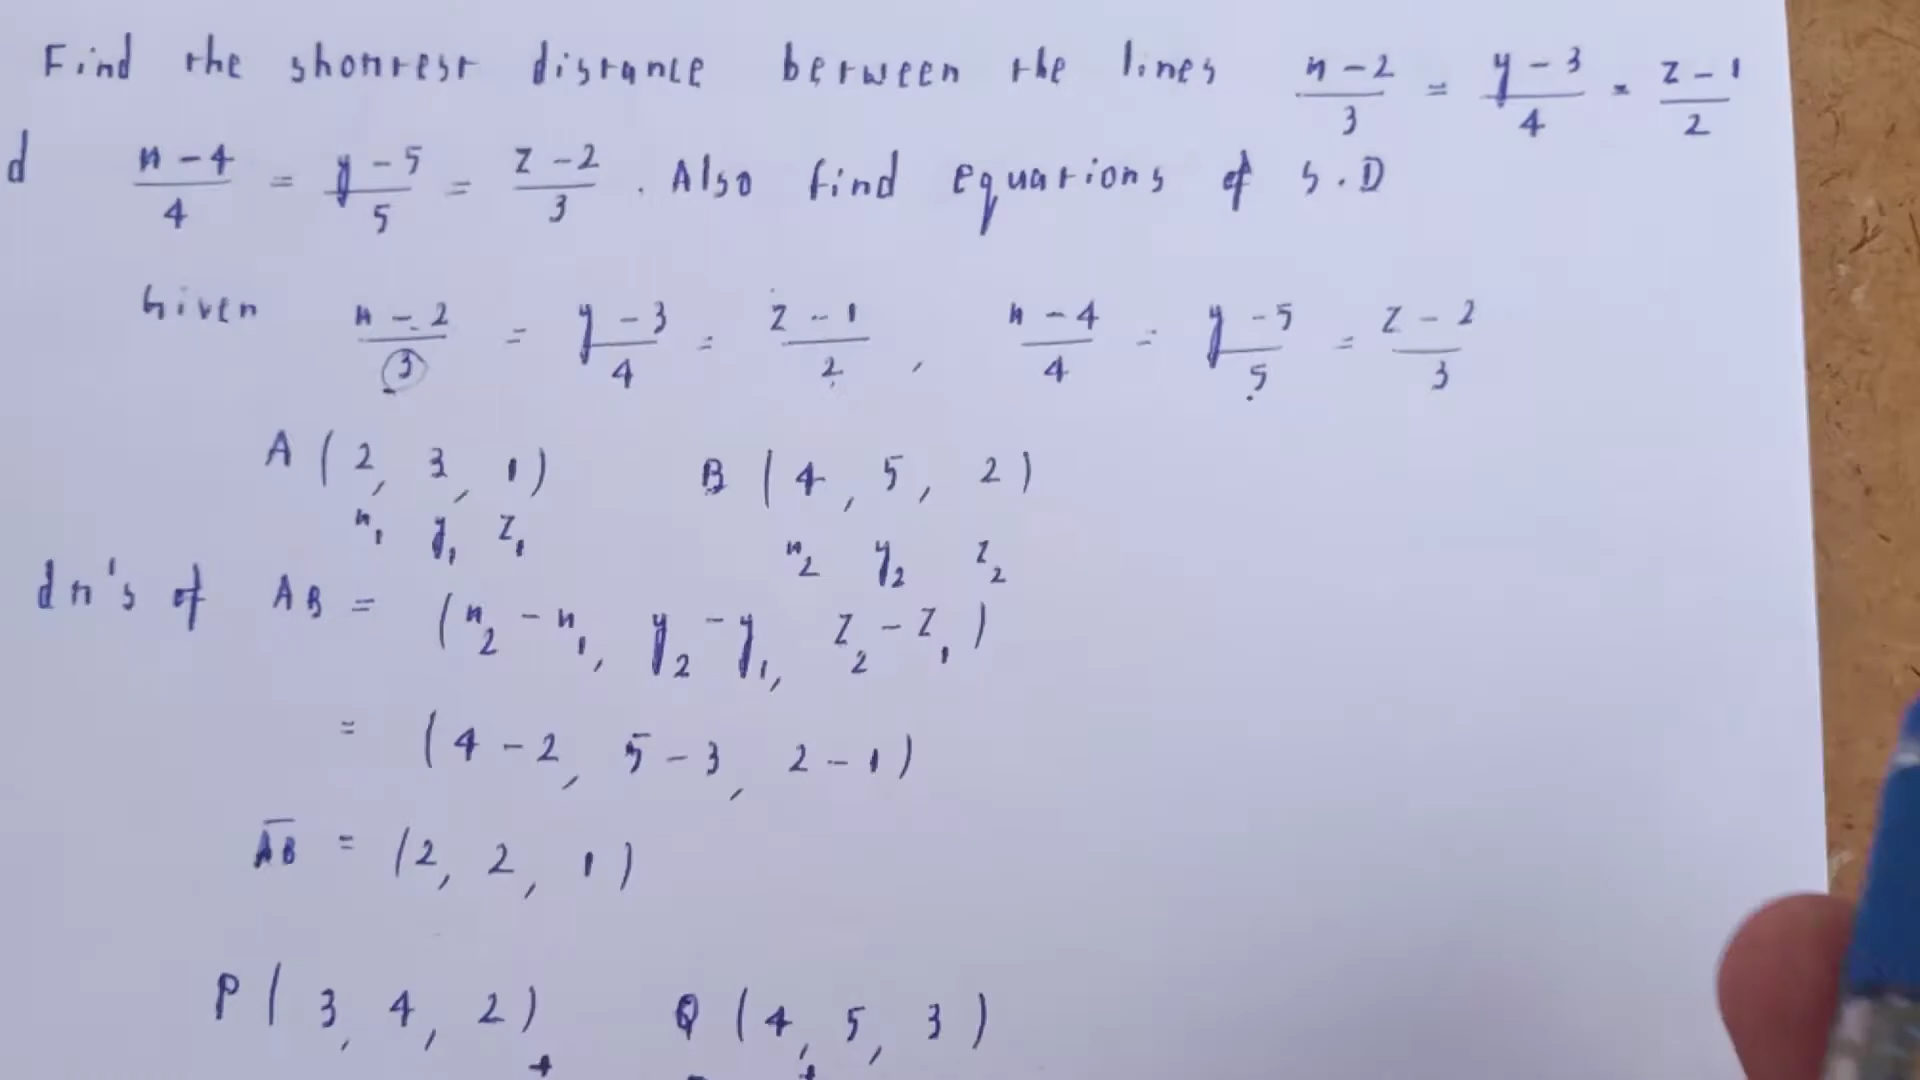 Find the shortest distance between the lines x-2/3 = y-3/4 = z-1/2
d x-4/4 = y-5/5 = z-2/3 . Also find equations of S.D
Given x-2/3 = y-3/4 = z-1/2 , x-4/4 = y-5/5 = z-2/3
A (2, 3, 1) B (4, 5, 2)
x₁ y₁ z₁ x₂ y₂ z₂
dr's of AB = (x₂ - x₁, y₂ - y₁, z₂ - z₁)
= (4-2, 5-3, 2-1)
A̅B̅ = (2, 2, 1)
P( 3, 4, 2) Q (4, 5, 3)